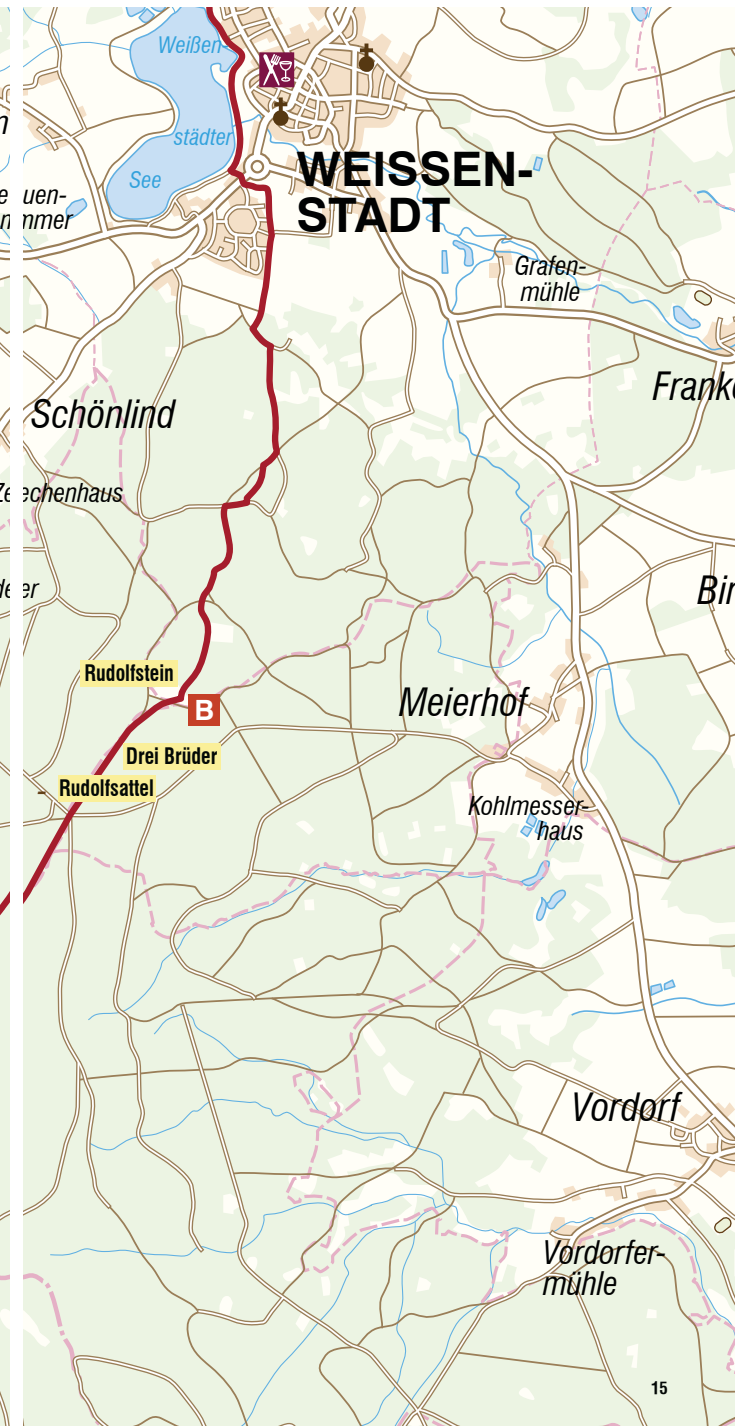 Weißen-
städter
See
WEISSEN-
STADT
Grafen-
mühle
Schönlind
Rudolfstein
B
Meierhof
Drei Brüder
Rudolfsattel
Kohlmesser-
haus
Vordorf
Vordorfer-
mühle
15